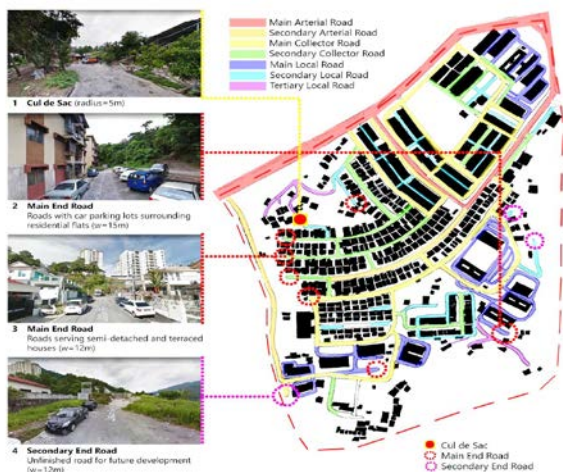 Main Arterial Road
Secondary Arterial Road
Main Collector Road
Secondary Collector Road
Main Local Road
Secondary Local Road
Tertiary Local Road
1 Cul de Sac (radius=5m)
2 Main End Road
Roads with car parking lots surrounding
residential flats (w=15m)
3 Main End Road
Roads serving semi-detached and terraced
houses (w=12m)
4 Secondary End Road
Unfinished road for future development
(w=12m)
Cul de Sac
Main End Road
Secondary End Road